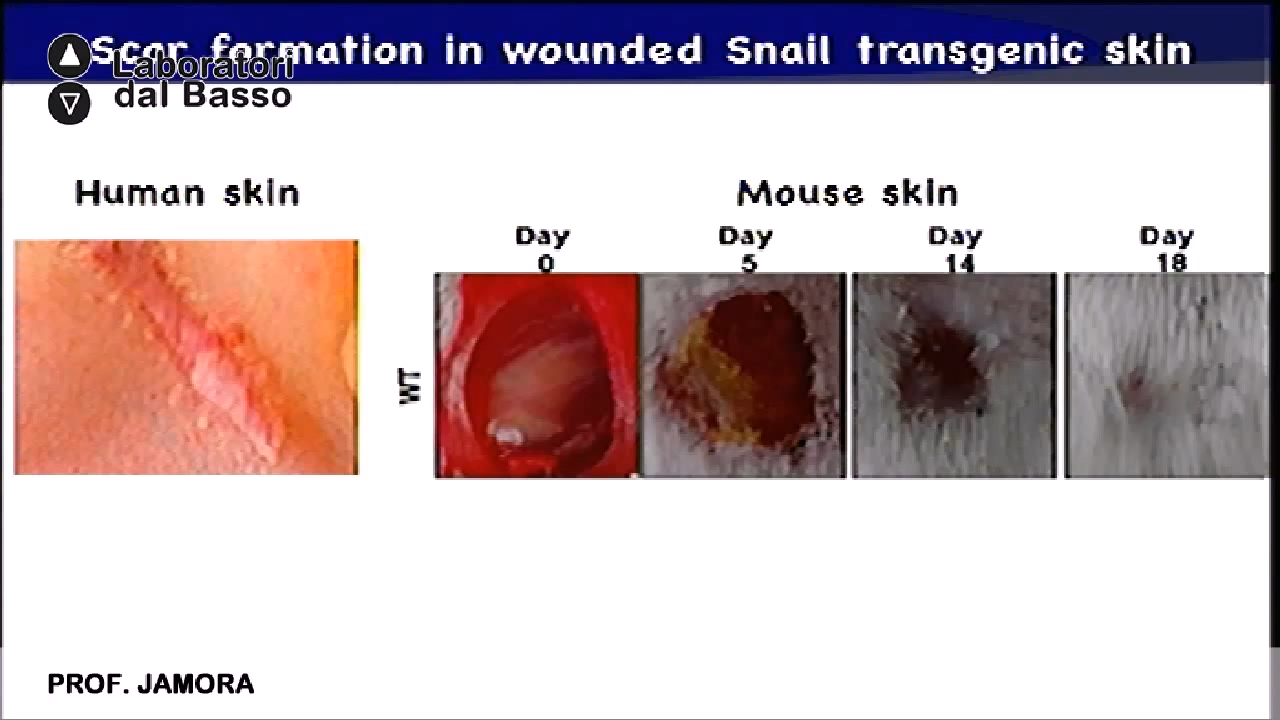 Scar formation in wounded Snail transgenic skin
Laboratori
dal Basso
Human skin
Mouse skin
Day
0
Day
5
Day
14
Day
18
WT
PROF. JAMORA